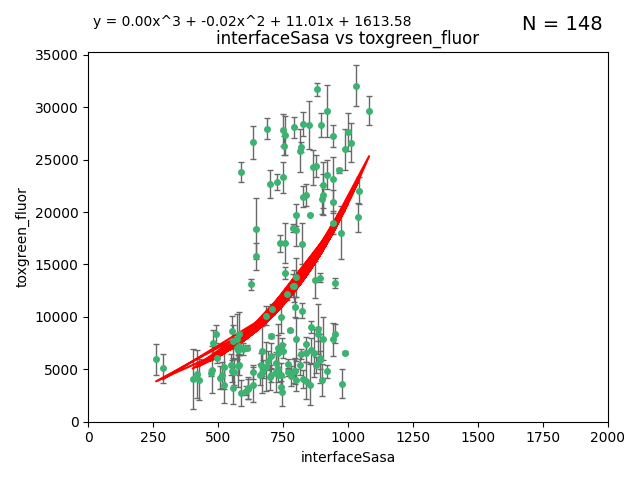 y = 0.00x^3 + -0.02x^2 + 11.01x + 1613.58
N = 148
interfaceSasa vs toxgreen_fluor
35000
30000
25000
20000
15000
10000
5000
0
toxgreen_fluor
0 250 500 750 1000 1250 1500 1750 2000
interfaceSasa